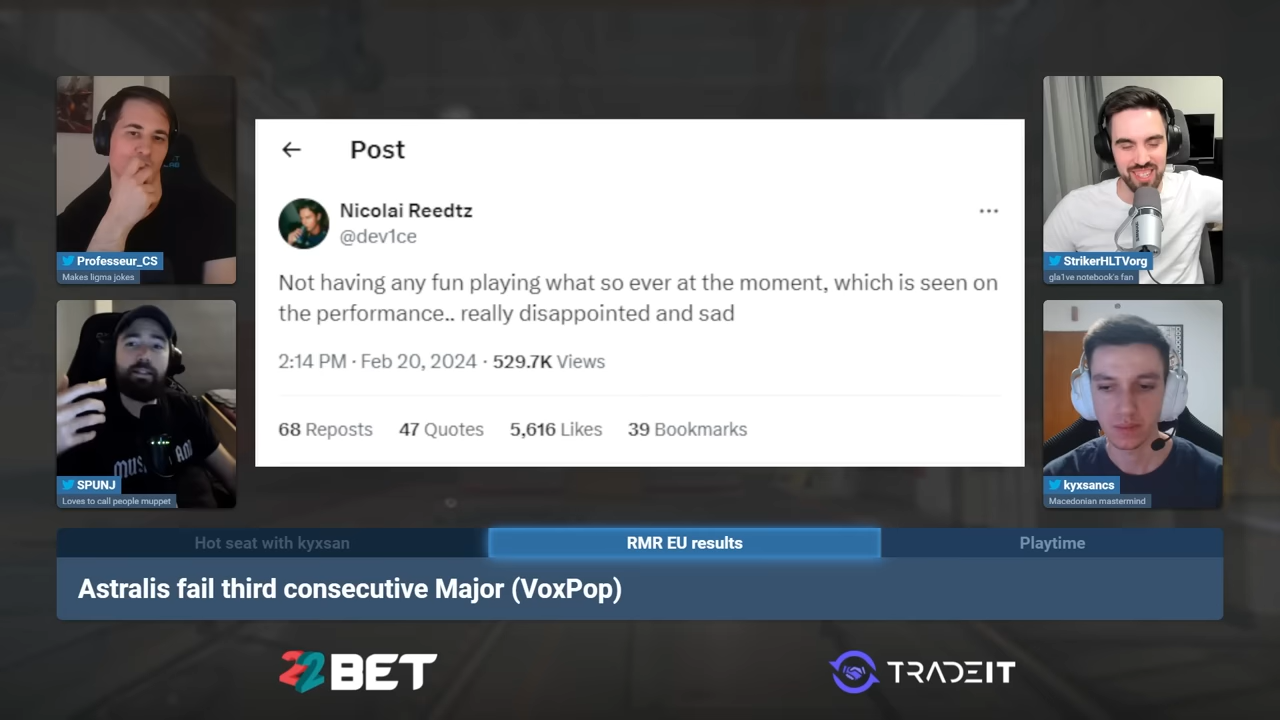 Post
Nicolai Reedtz
@dev1ce
Not having any fun playing what so ever at the moment, which is seen on
the performance.. really disappointed and sad
2:14 PM · Feb 20, 2024 · 529.7K Views
68 Reposts 47 Quotes 5,616 Likes 39 Bookmarks
Professeur_CS
Makes ligma jokes
StrikerHLTVorg
gla1ve notebook's fan
SPUNJ
Loves to call people muppet
kyxsancs
Macedonian mastermind
Hot seat with kyxsan
RMR EU results
Playtime
Astralis fail third consecutive Major (VoxPop)
22BET
TRADEIT